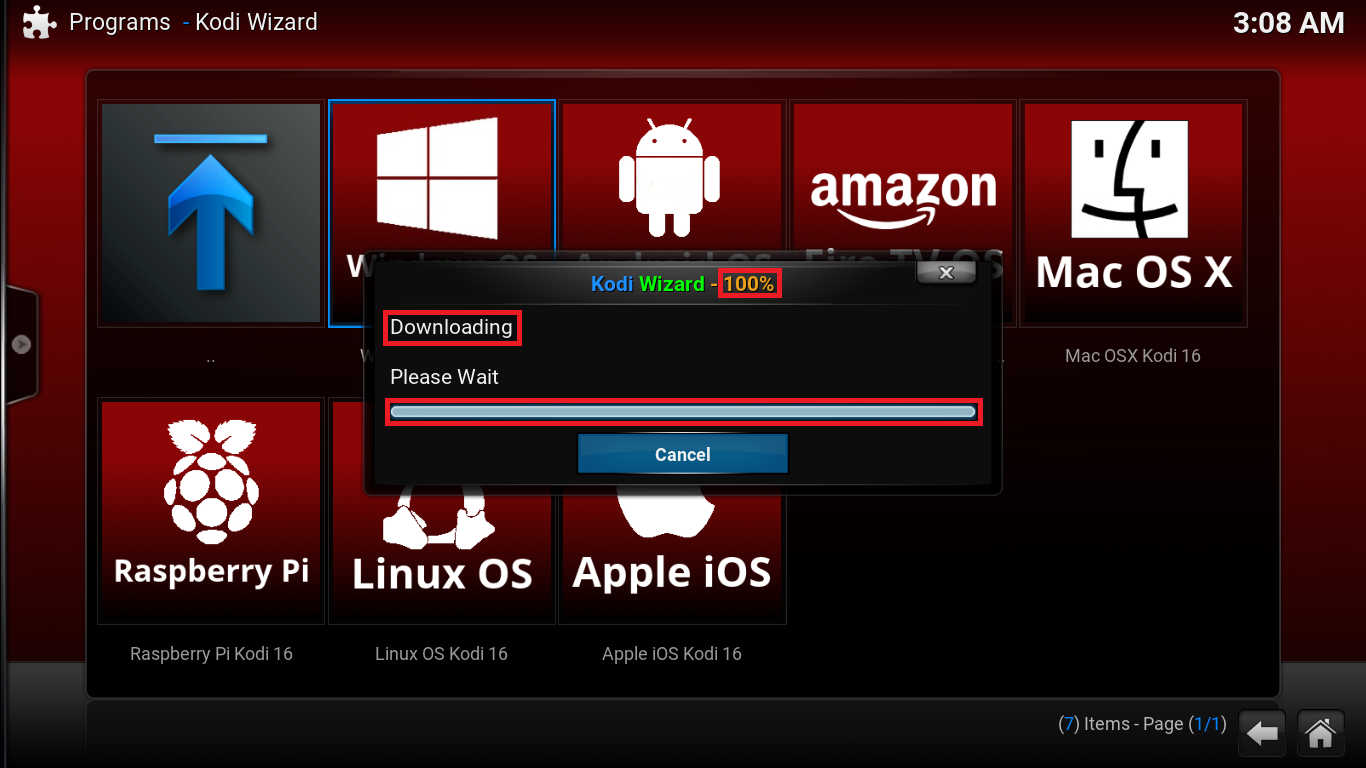 Programs - Kodi Wizard
3:08 AM
amazon
Mac OS X
Kodi Wizard - 100%
Downloading
Please Wait
Cancel
..
Mac OSX Kodi 16
Raspberry Pi
Linux OS
Apple iOS
Raspberry Pi Kodi 16
Linux OS Kodi 16
Apple iOS Kodi 16
(7) Items - Page (1/1)